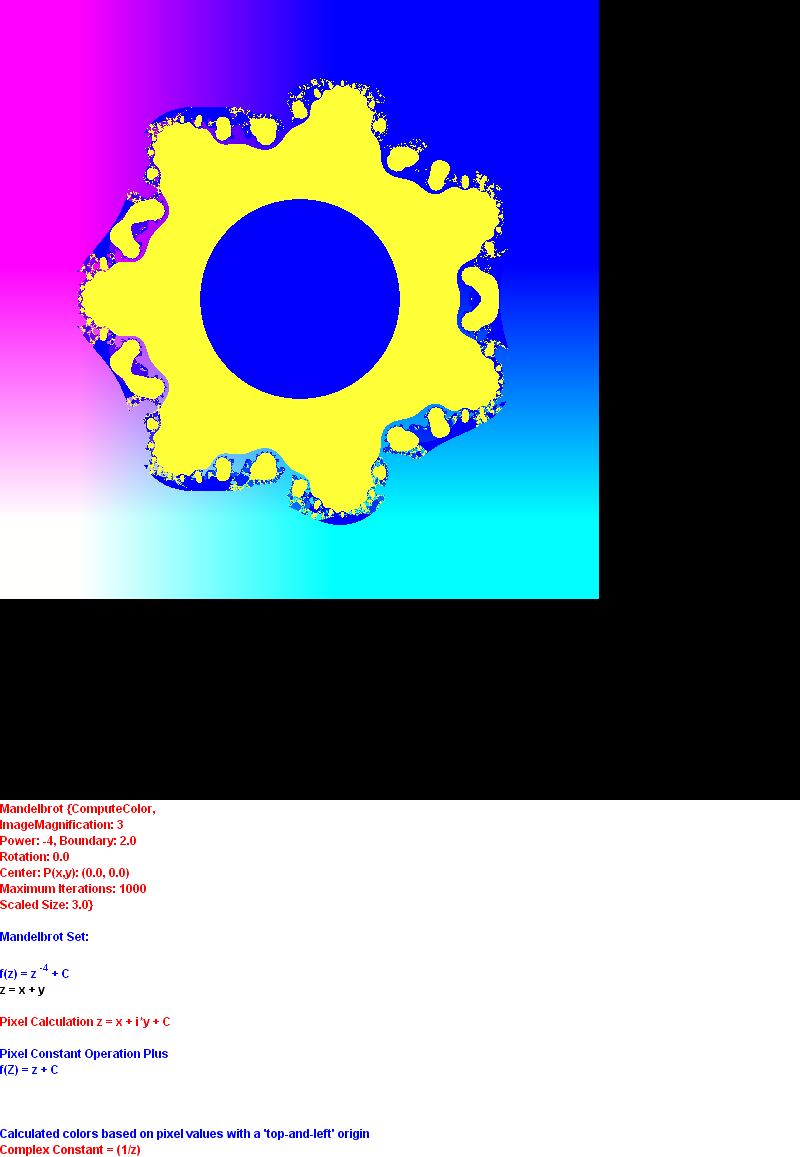 Mandelbrot {ComputeColor,
ImageMagnification: 3
Power: -4, Boundary: 2.0
Rotation: 0.0
Center: P(x,y): (0.0, 0.0)
Maximum Iterations: 1000
Scaled Size: 3.0}
Mandelbrot Set:
f(z) = z -4 + C
z = x + y
Pixel Calculation z = x + i*y + C
Pixel Constant Operation Plus
f(Z) = z + C
Calculated colors based on pixel values with a 'top-and-left' origin
Complex Constant = (1/z)